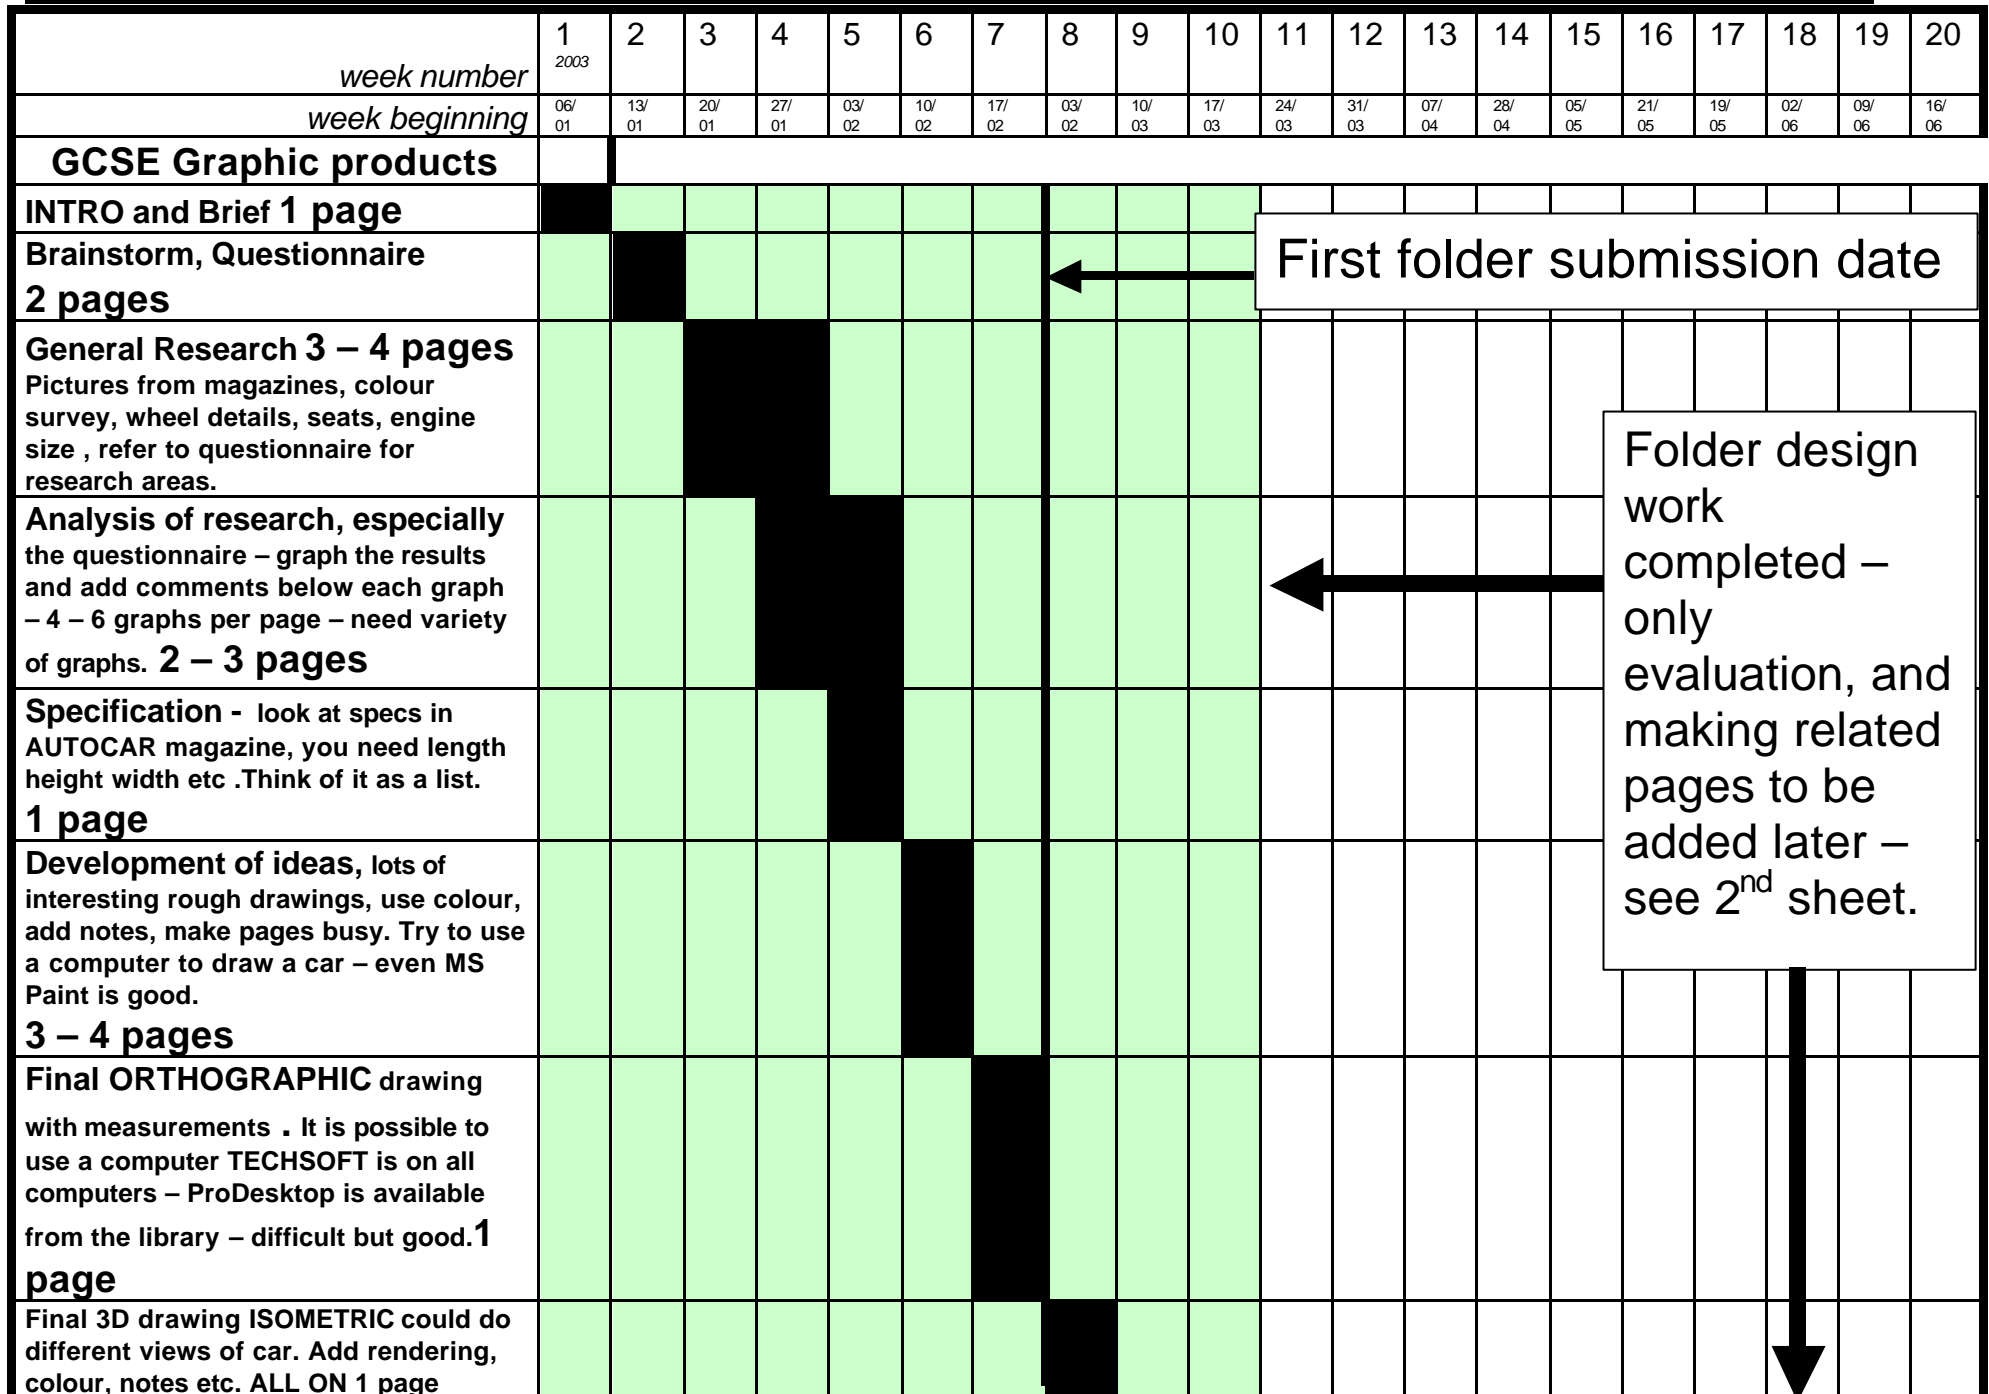 1 2 3 4 5 6 7 8 9 10 11 12 13 14 15 16 17 18 19 20
2003
week number
week beginning 06/01 13/01 20/01 27/01 03/02 10/02 17/02 03/02 10/03 17/03 24/03 31/03 07/04 28/04 05/05 21/05 19/05 02/06 09/06 16/06
GCSE Graphic products
INTRO and Brief 1 page
Brainstorm, Questionnaire
2 pages
First folder submission date
General Research 3 – 4 pages
Pictures from magazines, colour
survey, wheel details, seats, engine
size , refer to questionnaire for
research areas.
Analysis of research, especially
the questionnaire – graph the results
and add comments below each graph
– 4 – 6 graphs per page – need variety
of graphs. 2 – 3 pages
Folder design
work
completed –
only
evaluation, and
making related
pages to be
added later –
see 2nd sheet.
Specification - look at specs in
AUTOCAR magazine, you need length
height width etc .Think of it as a list.
1 page
Development of ideas, lots of
interesting rough drawings, use colour,
add notes, make pages busy. Try to use
a computer to draw a car – even MS
Paint is good.
3 – 4 pages
Final ORTHOGRAPHIC drawing
with measurements . It is possible to
use a computer TECHSOFT is on all
computers – ProDesktop is available
from the library – difficult but good.1
page
Final 3D drawing ISOMETRIC could do
different views of car. Add rendering,
colour, notes etc. ALL ON 1 page